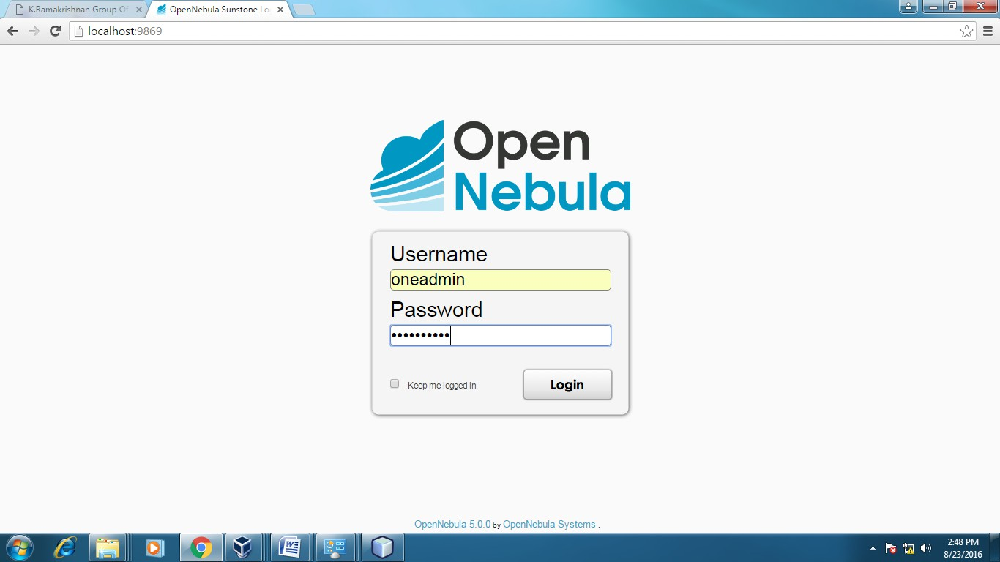 K.Ramakrishnan Group Of
OpenNebula Sunstone Lo
localhost:9869
Open
Nebula
Username
oneadmin
Password
••••••••••
Keep me logged in
Login
OpenNebula 5.0.0 by OpenNebula Systems .
2:48 PM
8/23/2016